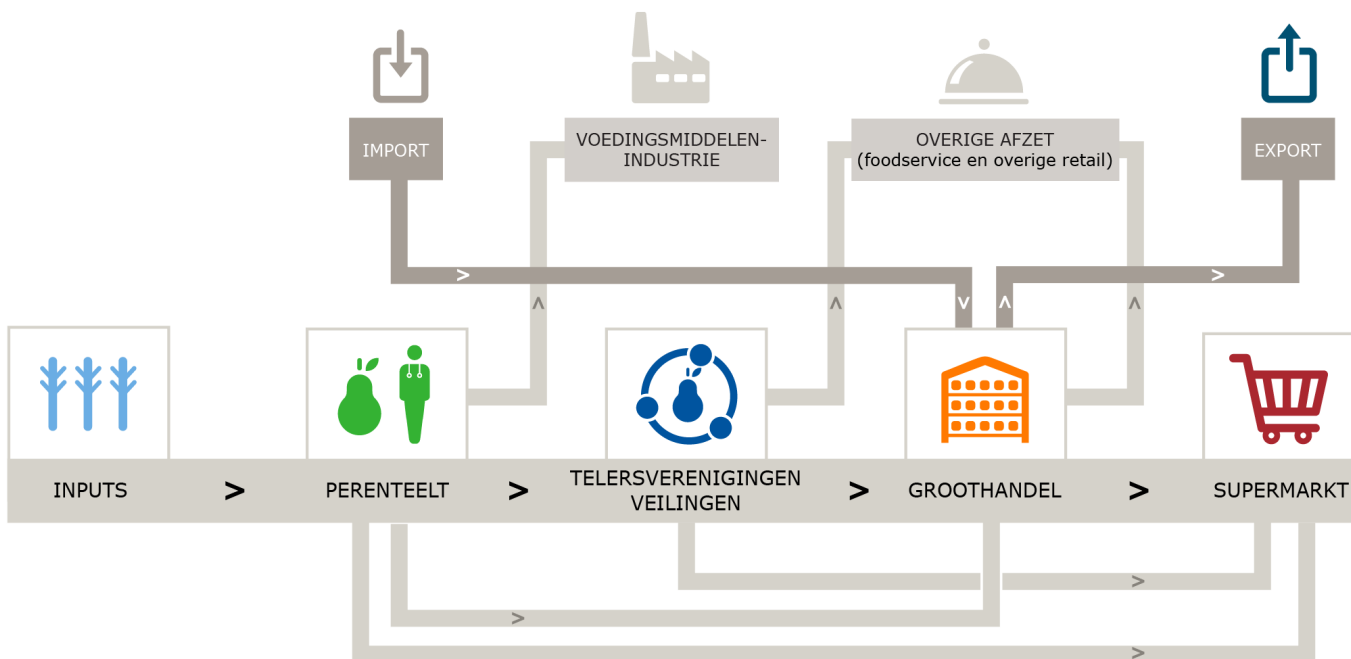 IMPORT
VOEDINGSMIDDELEN-
INDUSTRIE
OVERIGE AFZET
(foodservice en overige retail)
EXPORT
INPUTS
>
PERENTEELT
>
TELERSVERENIGINGEN
VEILINGEN
>
GROOTHANDEL
>
SUPERMARKT